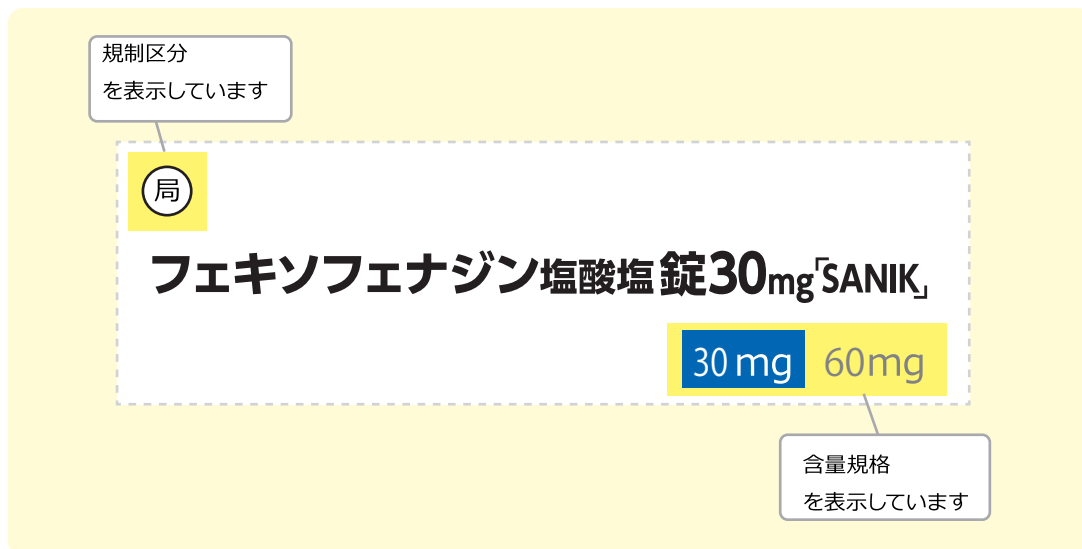 規制区分
を表示しています
局
フェキソフェナジン塩酸塩錠30mg「SANIK」
30mg 60mg
含量規格
を表示しています